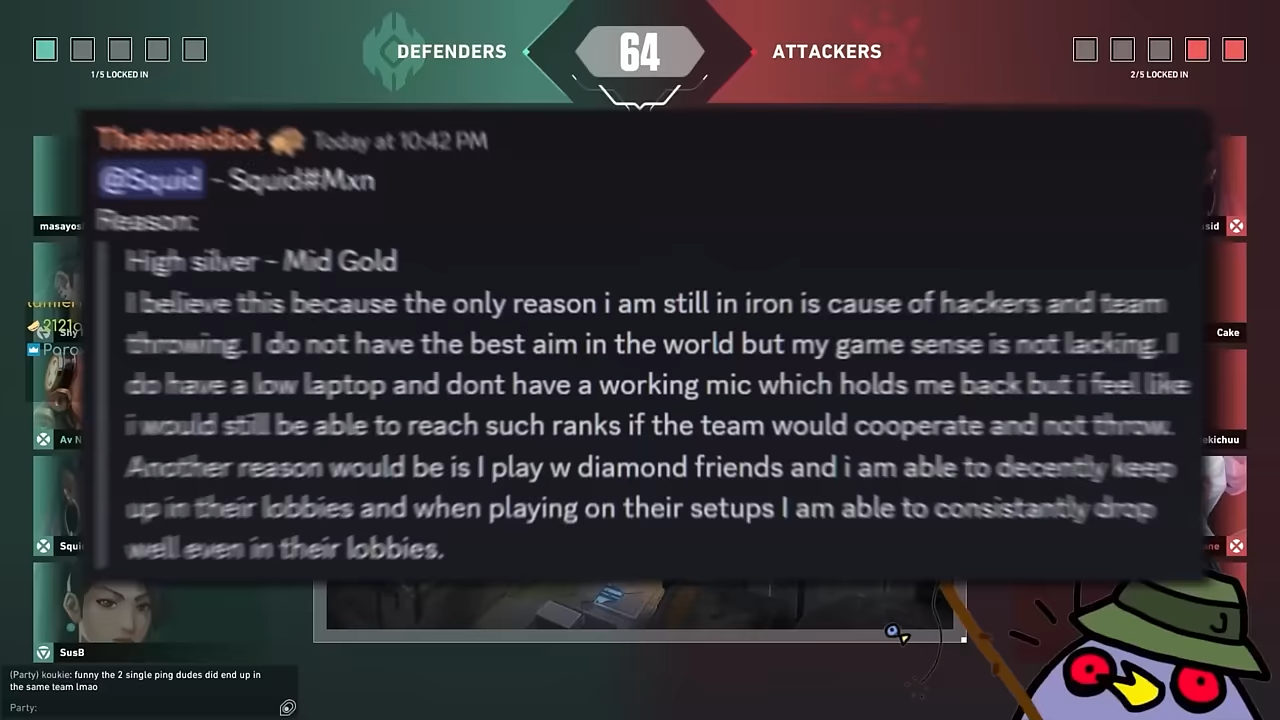 DEFENDERS
64
ATTACKERS
1/5 LOCKED IN
2/5 LOCKED IN
Thatoneidiot Today at 10:42 PM
@Squid - Squid#Mxn
Reason:
High silver - Mid Gold
I believe this because the only reason i am still in iron is cause of hackers and team
throwing. I do not have the best aim in the world but my game sense is not lacking. I
do have a low laptop and dont have a working mic which holds me back but i feel like
i would still be able to reach such ranks if the team would cooperate and not throw.
Another reason would be is I play w diamond friends and i am able to decently keep
up in their lobbies and when playing on their setups I am able to consistantly drop
well even in their lobbies.
masayos
sid
2121
Shy
Paro
Cake
Av N
ekichuu
Squi
ne
SusB
J
(Party) koukie: funny the 2 single ping dudes did end up in
the same team lmao
Party: